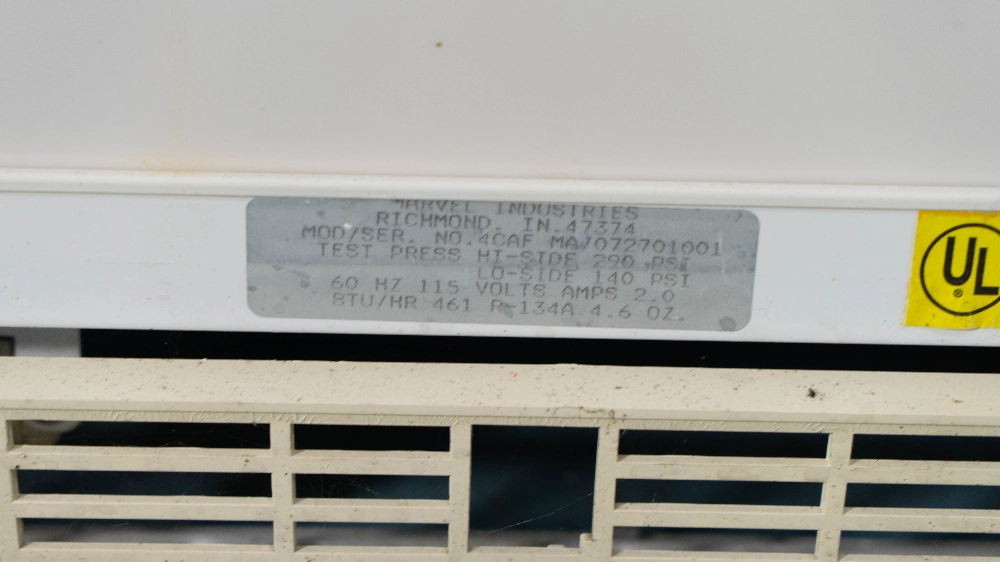 MARVEL INDUSTRIES
RICHMOND, IN.47374
MOD/SER. NO.4CAF MA/072701001
TEST PRESS HI-SIDE 290 PSI
LO-SIDE 140 PSI
60 HZ 115 VOLTS AMPS 2.0
BTU/HR 461 R-134A 4.6 OZ.
UL
®